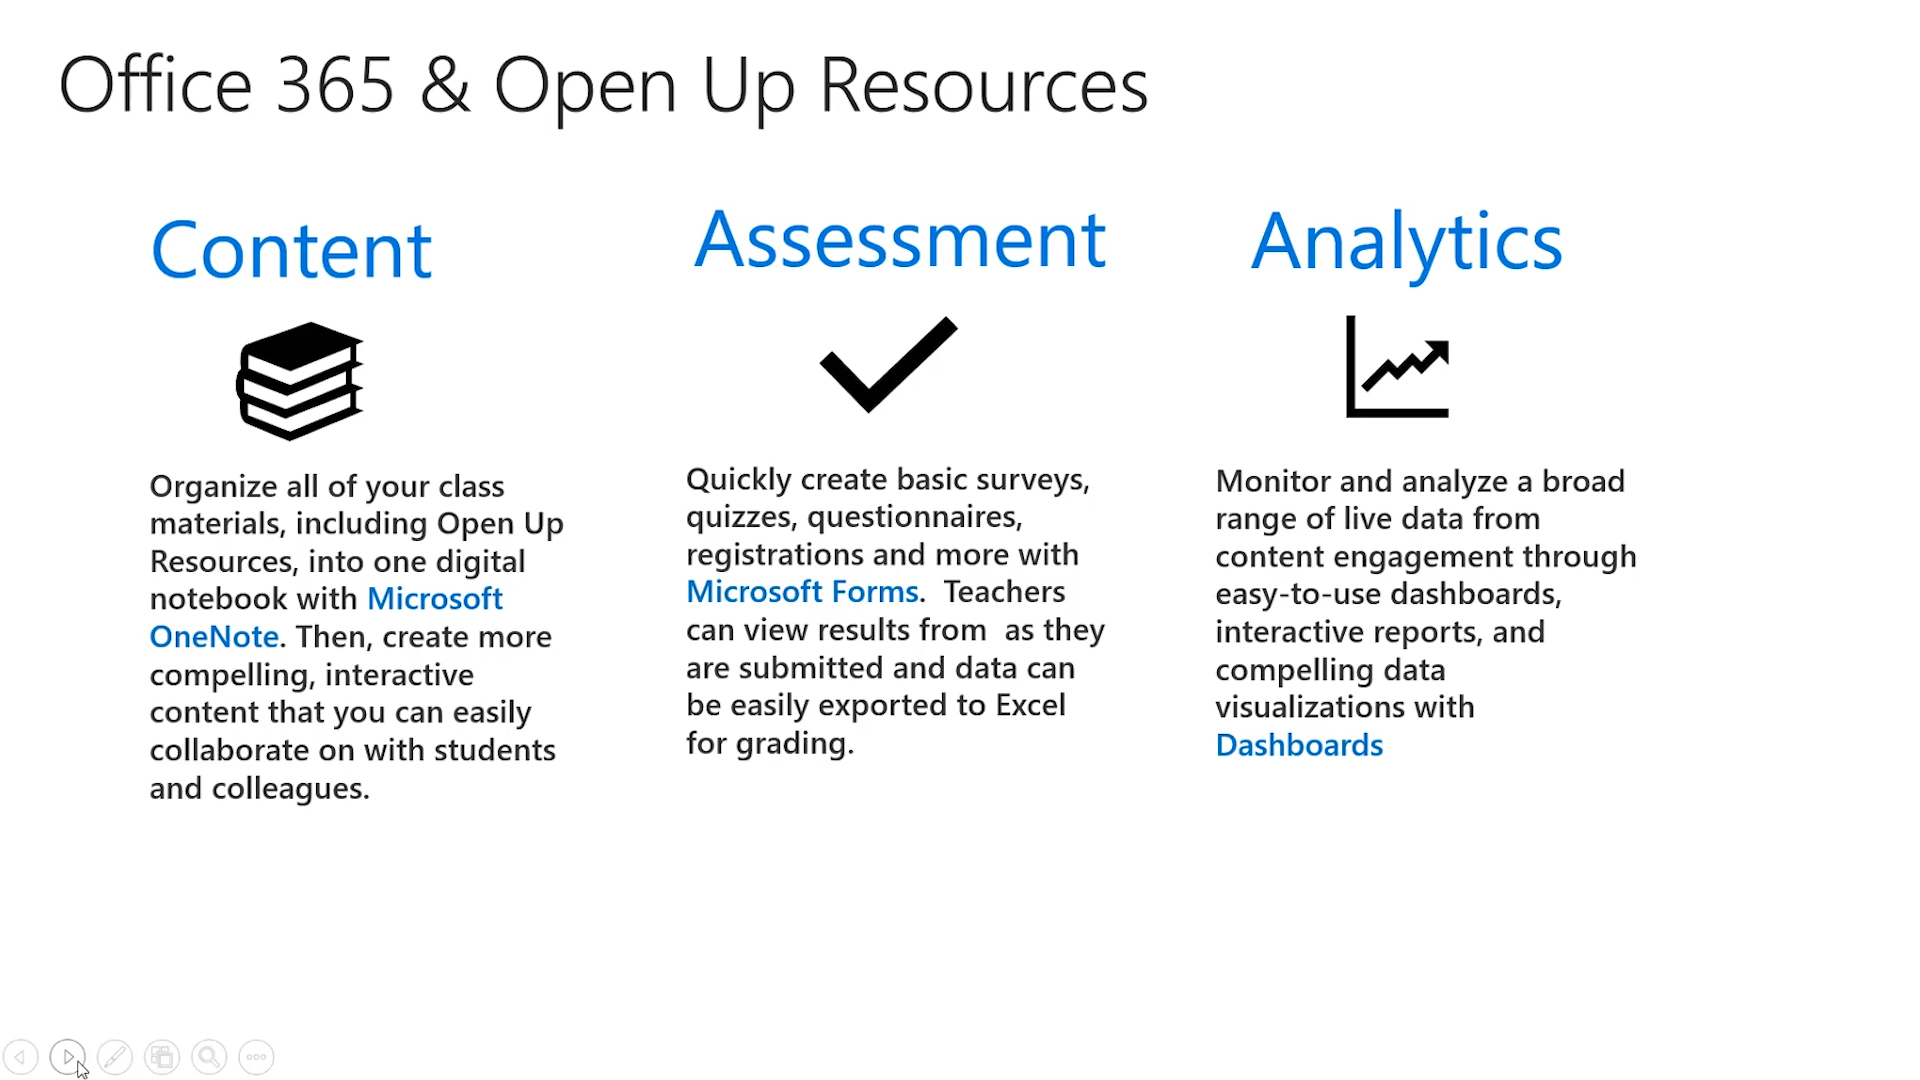 Office 365 & Open Up Resources
Content
Organize all of your class
materials, including Open Up
Resources, into one digital
notebook with Microsoft
OneNote. Then, create more
compelling, interactive
content that you can easily
collaborate on with students
and colleagues.
Assessment
Quickly create basic surveys,
quizzes, questionnaires,
registrations and more with
Microsoft Forms.  Teachers
can view results from  as they
are submitted and data can
be easily exported to Excel
for grading.
Analytics
Monitor and analyze a broad
range of live data from
content engagement through
easy-to-use dashboards,
interactive reports, and
compelling data
visualizations with
Dashboards